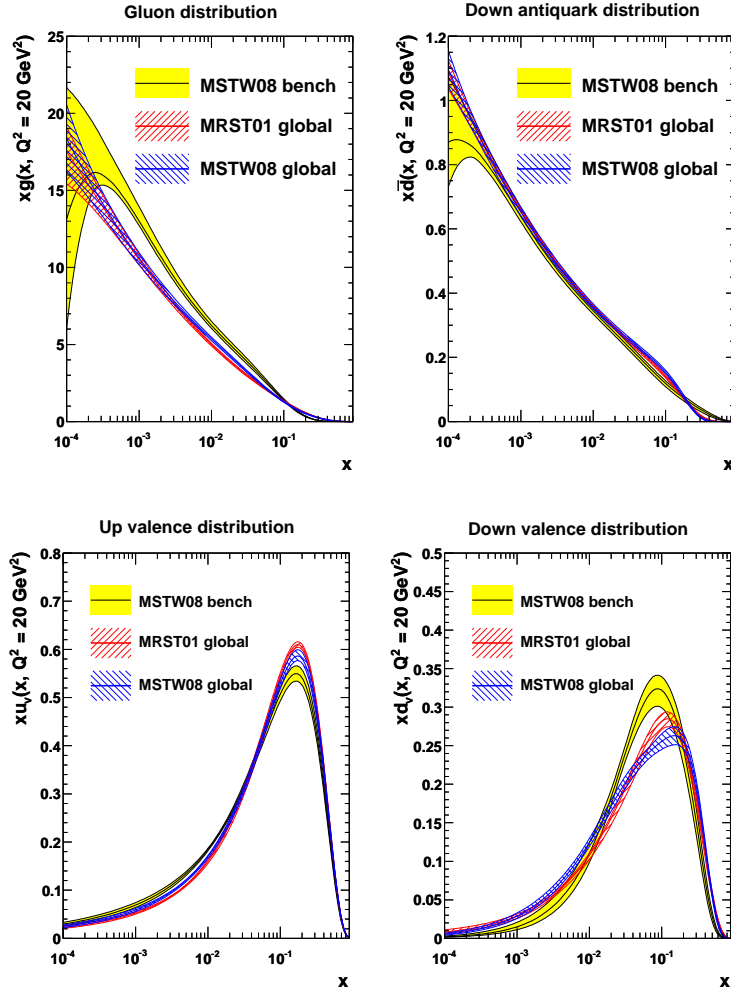 Gluon distribution
xg(x, Q² = 20 GeV²)
25
20
15
10
5
0
MSTW08 bench
MRST01 global
MSTW08 global
10⁻⁴ 10⁻³ 10⁻² 10⁻¹
x
Down antiquark distribution
xd̄(x, Q² = 20 GeV²)
1.2
1
0.8
0.6
0.4
0.2
0
MSTW08 bench
MRST01 global
MSTW08 global
10⁻⁴ 10⁻³ 10⁻² 10⁻¹
x
Up valence distribution
xuᵥ(x, Q² = 20 GeV²)
0.8
0.7
0.6
0.5
0.4
0.3
0.2
0.1
0
MSTW08 bench
MRST01 global
MSTW08 global
10⁻⁴ 10⁻³ 10⁻² 10⁻¹
x
Down valence distribution
xdᵥ(x, Q² = 20 GeV²)
0.5
0.45
0.4
0.35
0.3
0.25
0.2
0.15
0.1
0.05
0
MSTW08 bench
MRST01 global
MSTW08 global
10⁻⁴ 10⁻³ 10⁻² 10⁻¹
x